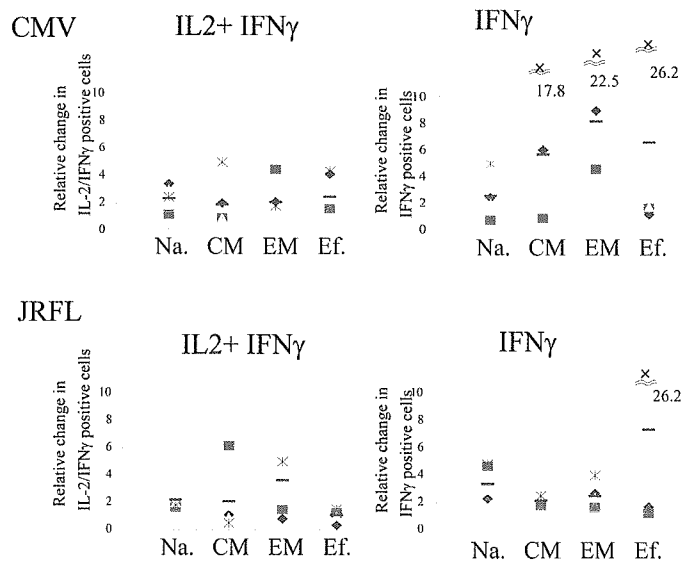 CMV
IL2+ IFNγ
IFNγ
Relative change in
IL-2/IFNγ positive cells
10
8
6
4
2
0
Na. CM EM Ef.
Relative change in
IFNγ positive cells
10
8
6
4
2
0
17.8
22.5
26.2
Na. CM EM Ef.
JRFL
IL2+ IFNγ
IFNγ
Relative change in
IL-2/IFNγ positive cells
10
8
6
4
2
0
Na. CM EM Ef.
Relative change in
IFNγ positive cells
10
8
6
4
2
0
26.2
Na. CM EM Ef.